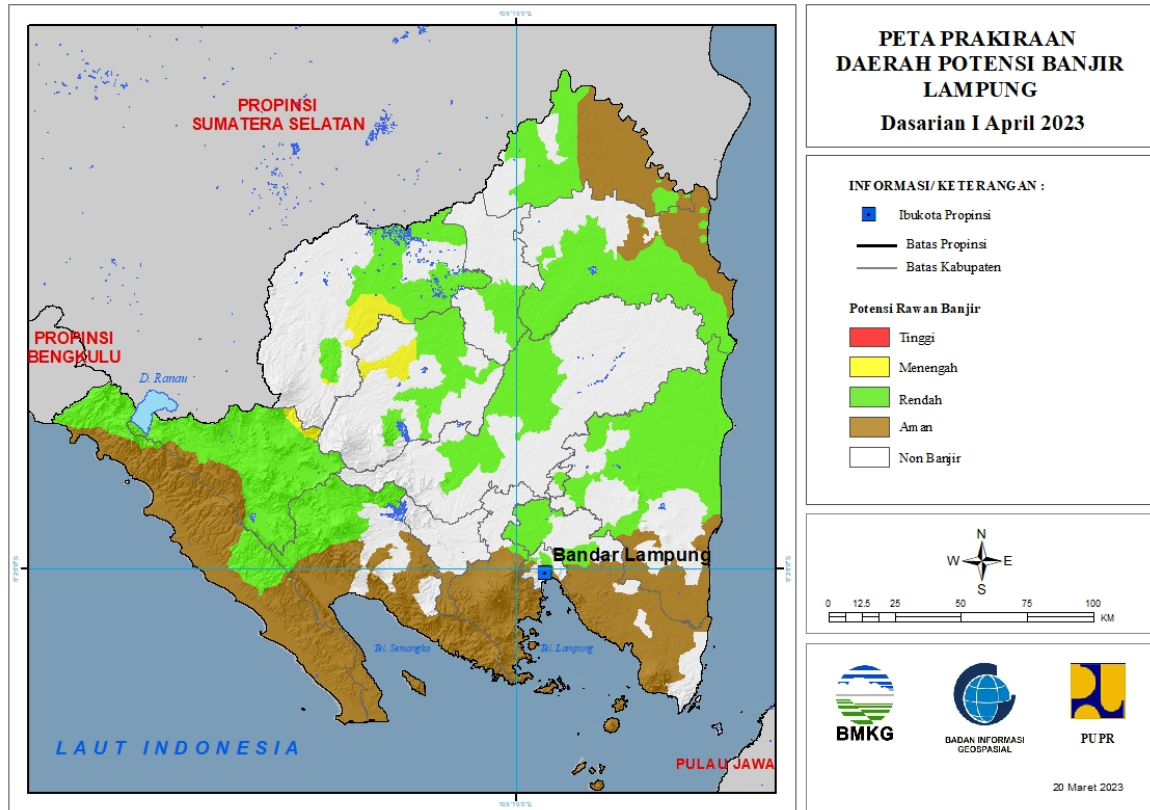 PETA PRAKIRAAN
DAERAH POTENSI BANJIR
LAMPUNG
Dasarian I April 2023
INFORMASI/ KETERANGAN :
Ibukota Propinsi
Batas Propinsi
Batas Kabupaten
Potensi Rawan Banjir
Tinggi
Menengah
Rendah
Aman
Non Banjir
N
W E
S
0 12.5 25 50 75 100
KM
BMKG
BADAN INFORMASI
GEOSPASIAL
PUPR
20 Maret 2023
PROPINSI
SUMATERA SELATAN
PROPINSI
BENGKULU
D. Ranau
Bandar Lampung
Tel. Semangka
Tel. Lampung
LAUT INDONESIA
PULAU JAWA